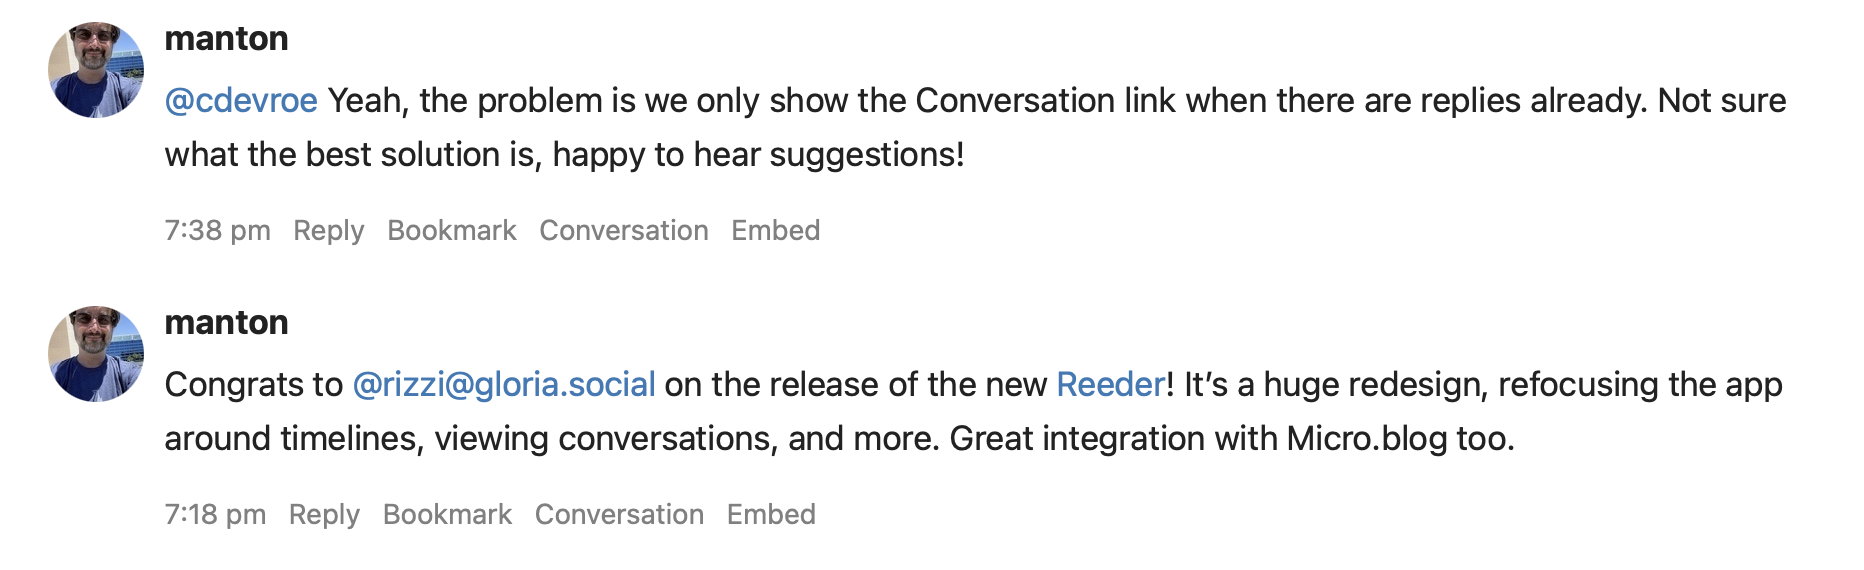 manton
@cdevroe Yeah, the problem is we only show the Conversation link when there are replies already. Not sure
what the best solution is, happy to hear suggestions!
7:38 pm Reply Bookmark Conversation Embed
manton
Congrats to @rizzi@gloria.social on the release of the new Reeder! It’s a huge redesign, refocusing the app
around timelines, viewing conversations, and more. Great integration with Micro.blog too.
7:18 pm Reply Bookmark Conversation Embed